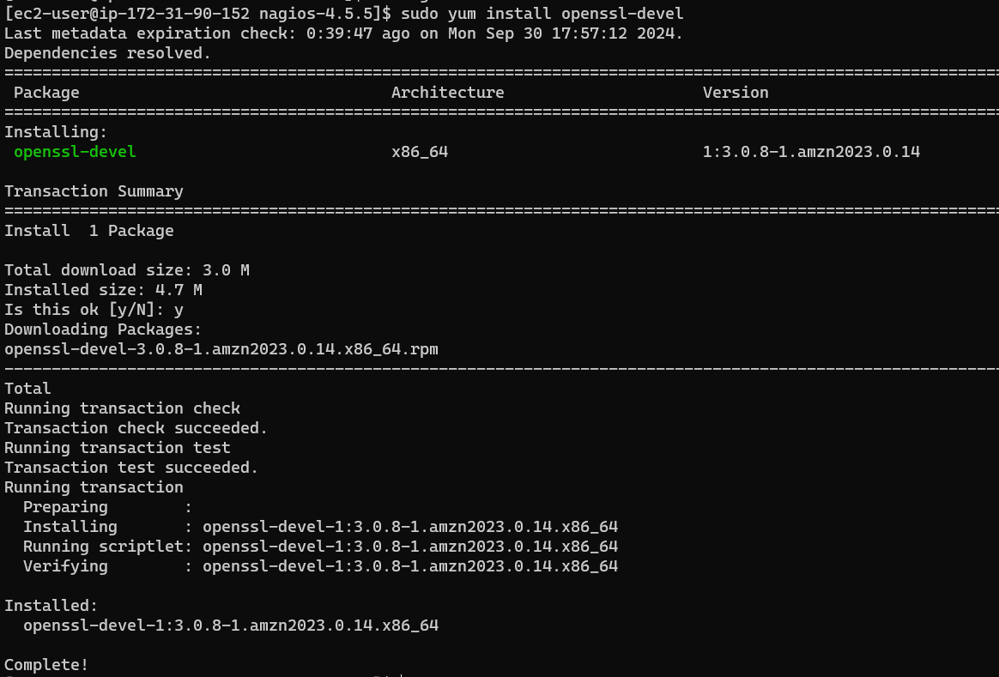 [ec2-user@ip-172-31-90-152 nagios-4.5.5]$ sudo yum install openssl-devel
Last metadata expiration check: 0:39:47 ago on Mon Sep 30 17:57:12 2024.
Dependencies resolved.
================================================================================
Package Architecture Version
================================================================================
Installing:
openssl-devel x86_64 1:3.0.8-1.amzn2023.0.14
Transaction Summary
================================================================================
Install 1 Package
Total download size: 3.0 M
Installed size: 4.7 M
Is this ok [y/N]: y
Downloading Packages:
openssl-devel-3.0.8-1.amzn2023.0.14.x86_64.rpm
--------------------------------------------------------------------------------
Total
Running transaction check
Transaction check succeeded.
Running transaction test
Transaction test succeeded.
Running transaction
Preparing :
Installing : openssl-devel-1:3.0.8-1.amzn2023.0.14.x86_64
Running scriptlet: openssl-devel-1:3.0.8-1.amzn2023.0.14.x86_64
Verifying : openssl-devel-1:3.0.8-1.amzn2023.0.14.x86_64
Installed:
openssl-devel-1:3.0.8-1.amzn2023.0.14.x86_64
Complete!